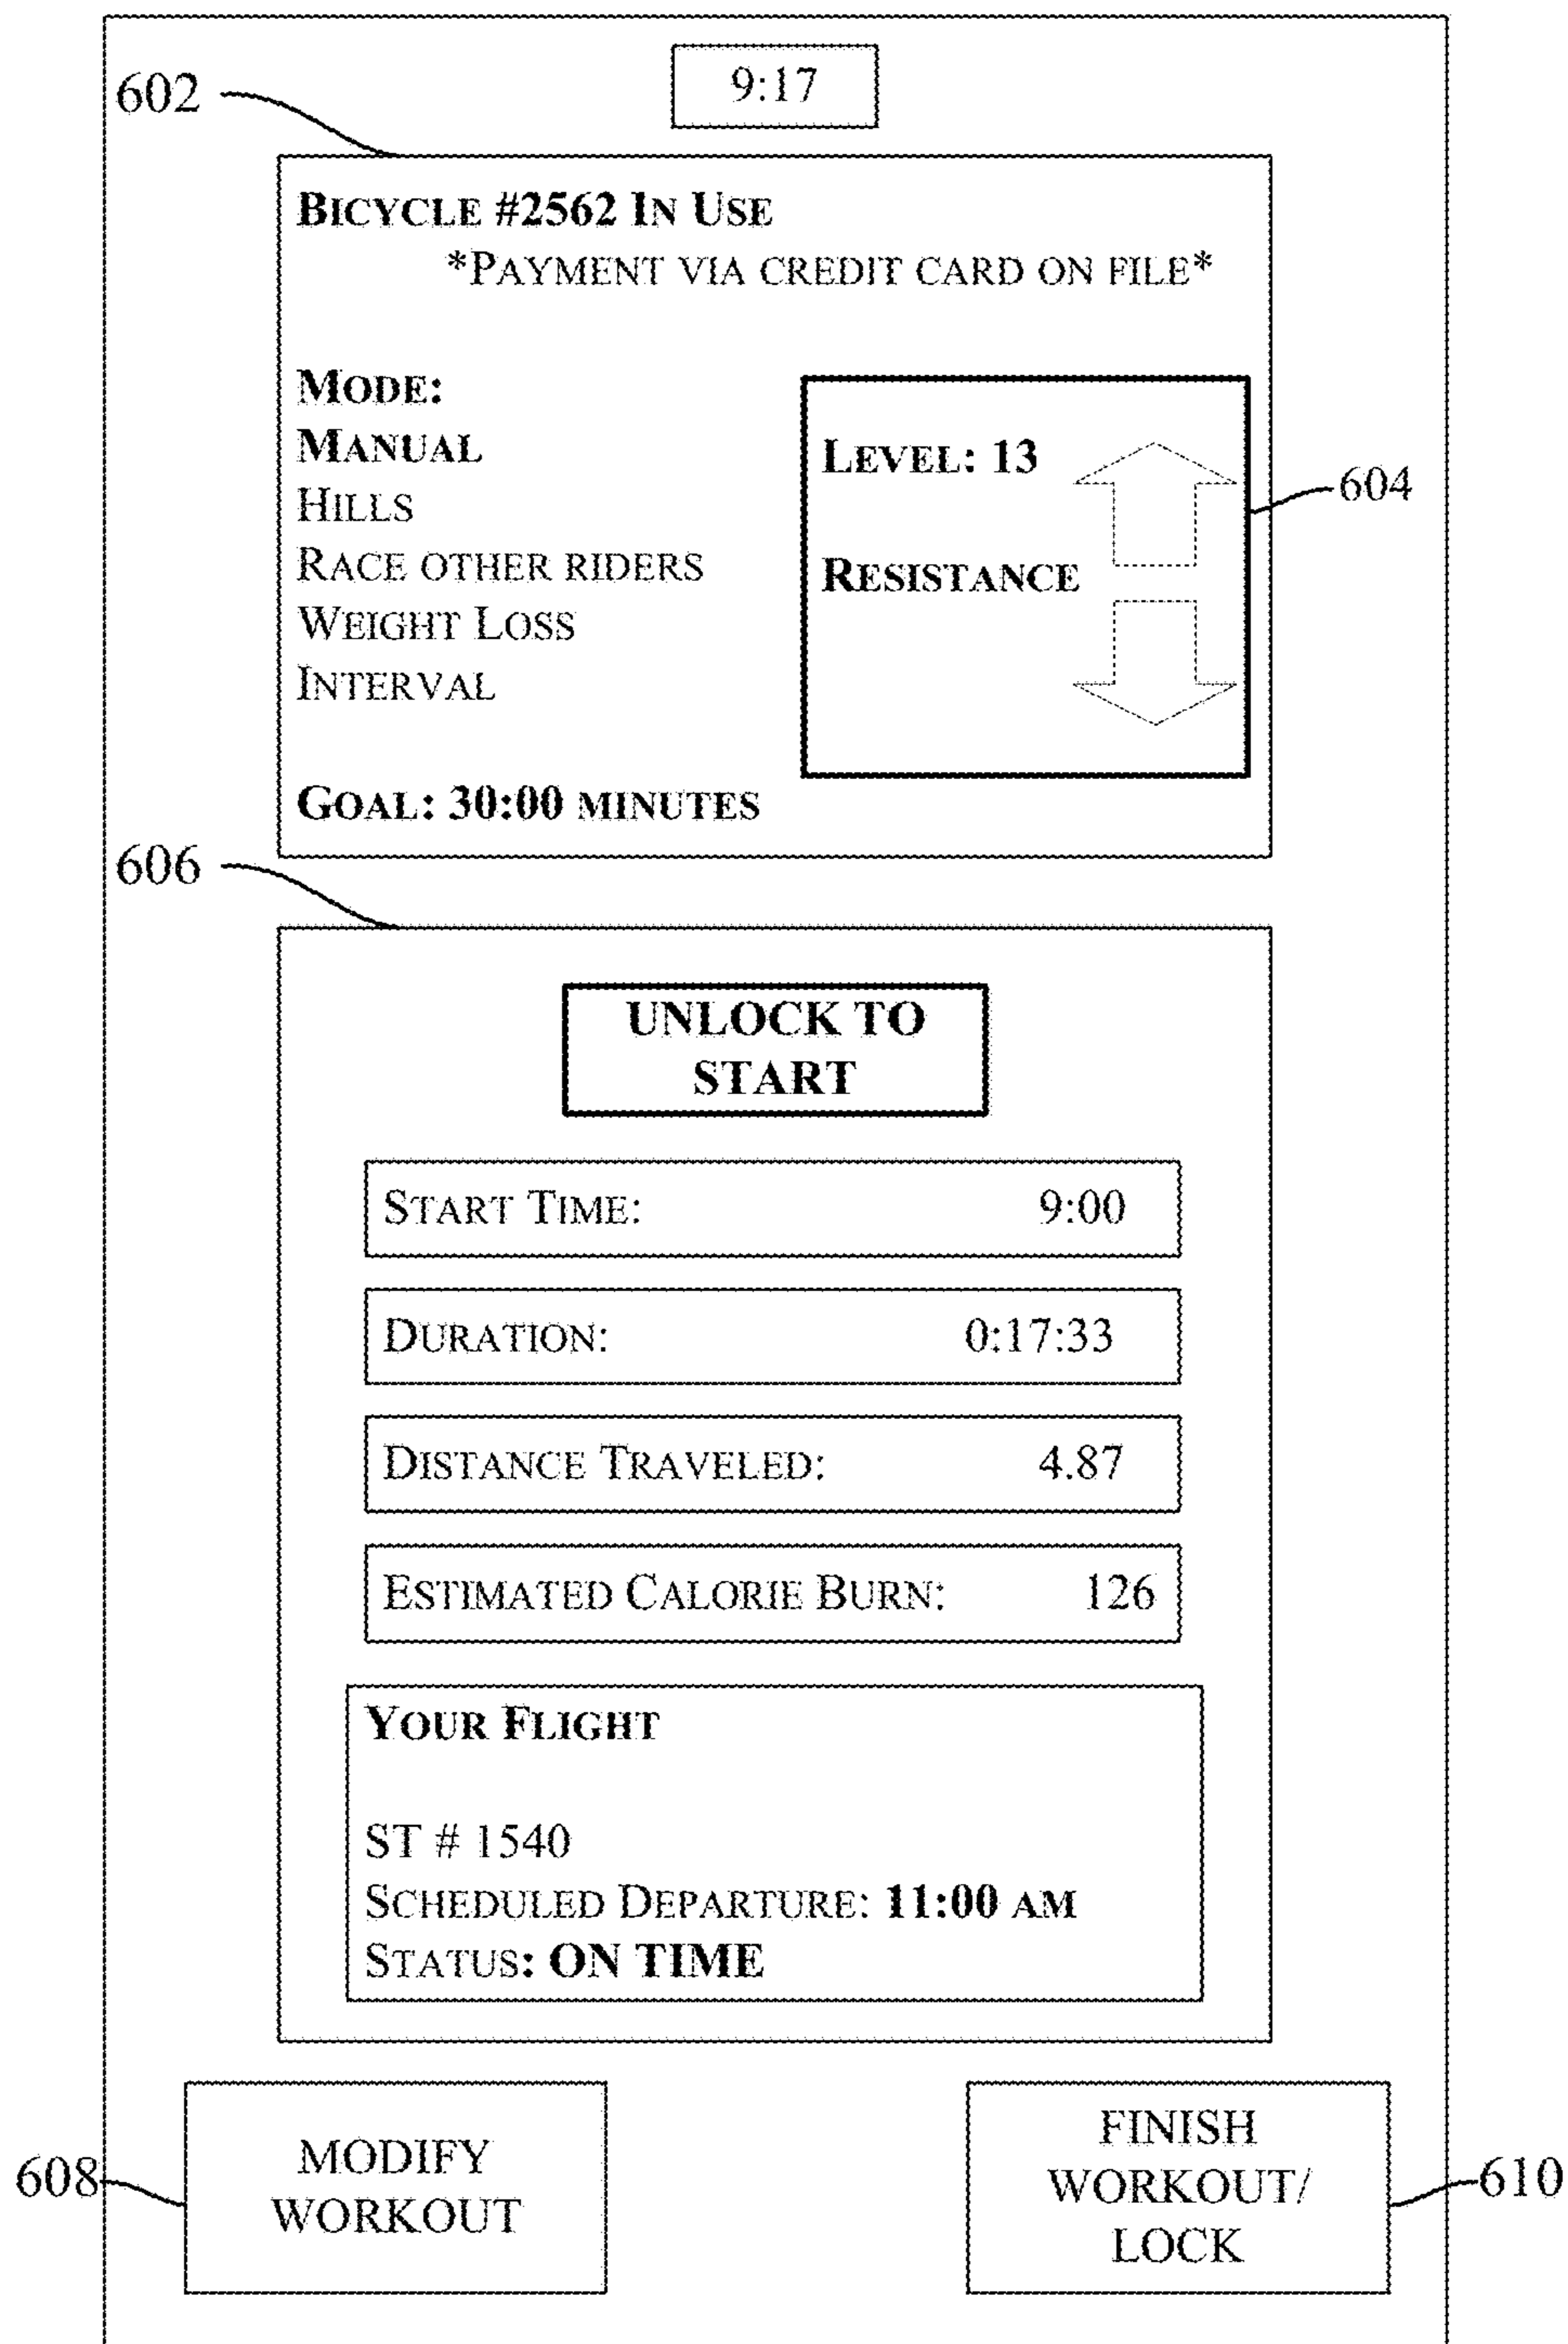 9:17
602
BICYCLE #2562 IN USE
*PAYMENT VIA CREDIT CARD ON FILE*
MODE:
MANUAL
HILLS
RACE OTHER RIDERS
WEIGHT LOSS
INTERVAL
GOAL: 30:00 MINUTES
LEVEL: 13
RESISTANCE
604
606
UNLOCK TO
START
START TIME: 9:00
DURATION: 0:17:33
DISTANCE TRAVELED: 4.87
ESTIMATED CALORIE BURN: 126
YOUR FLIGHT
ST # 1540
SCHEDULED DEPARTURE: 11:00 AM
STATUS: ON TIME
608
MODIFY
WORKOUT
FINISH
WORKOUT/
LOCK
610